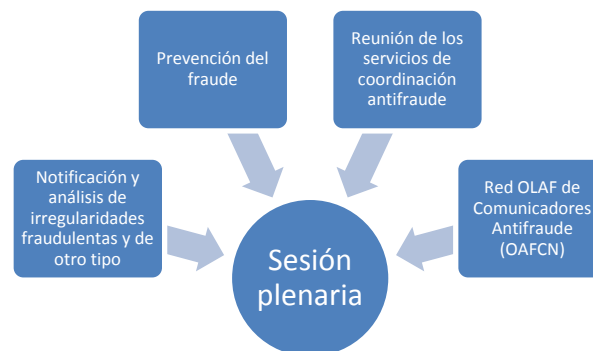 Prevención del
fraude
Reunión de los
servicios de
coordinación
antifraude
Notificación y
análisis de
irregularidades
fraudulentas y de
otro tipo
Red OLAF de
Comunicadores
Antifraude
(OAFCN)
Sesión
plenaria